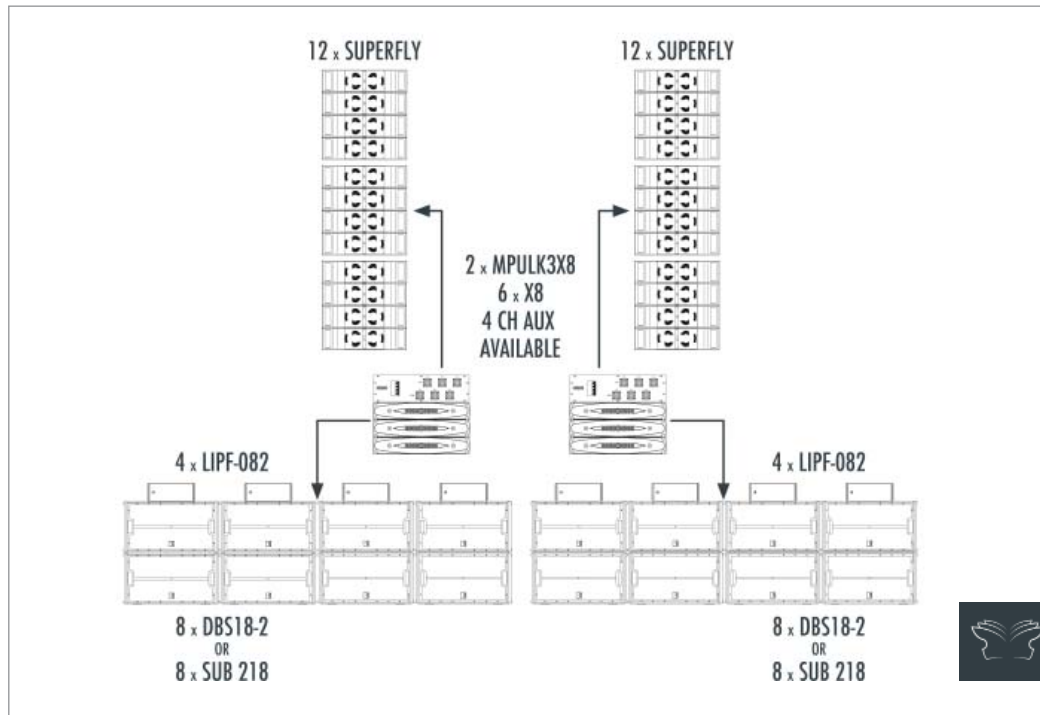 12 x SUPERFLY
12 x SUPERFLY
2 x MPULK3X8
6 x X8
4 CH AUX
AVAILABLE
4 x LIPF-082
4 x LIPF-082
8 x DBS18-2
OR
8 x SUB 218
8 x DBS18-2
OR
8 x SUB 218